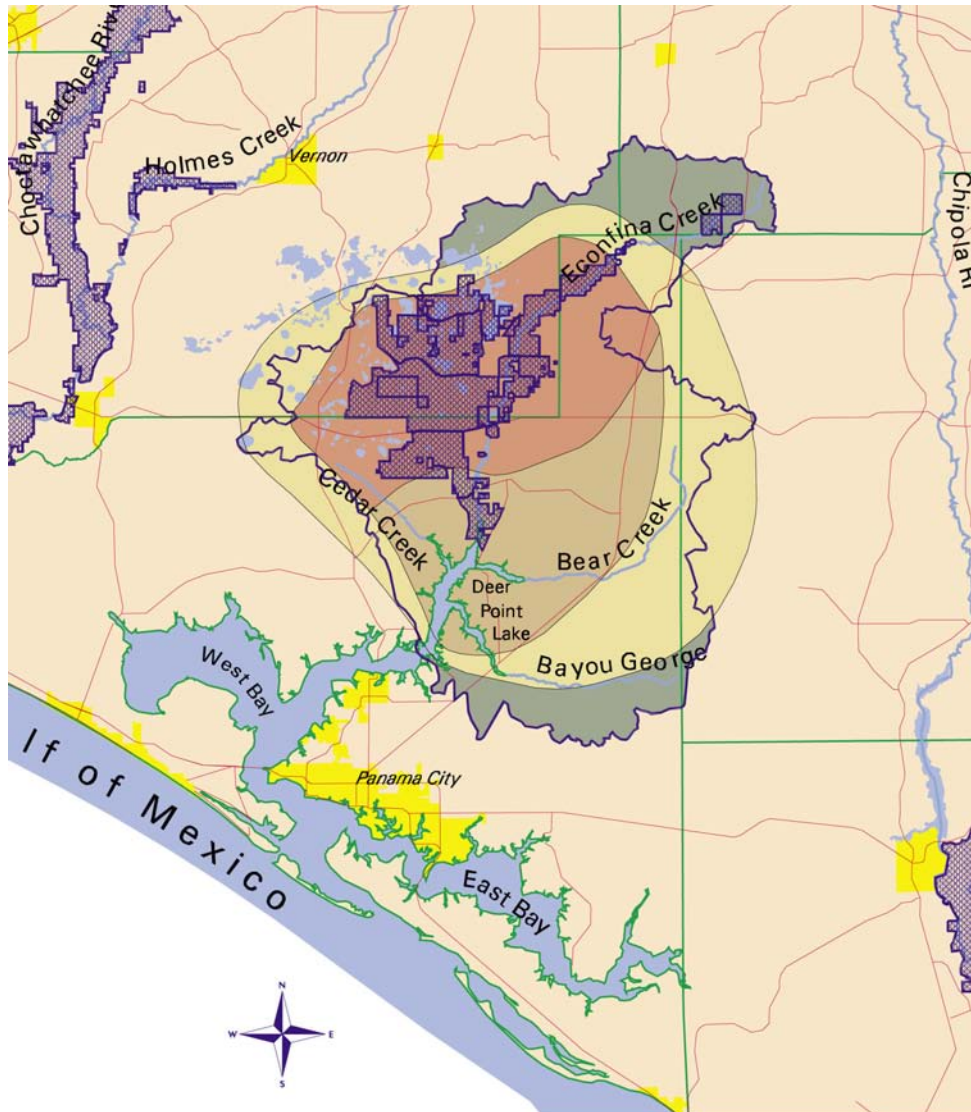 Choctawhatchee Rive
Holmes Creek
Vernon
Econfina Creek
Chipola Ri
Cedar Creek
Bear Creek
Deer
Point
Lake
Bayou George
West Bay
Panama City
lf of Mexico
East Bay
N
W
E
S